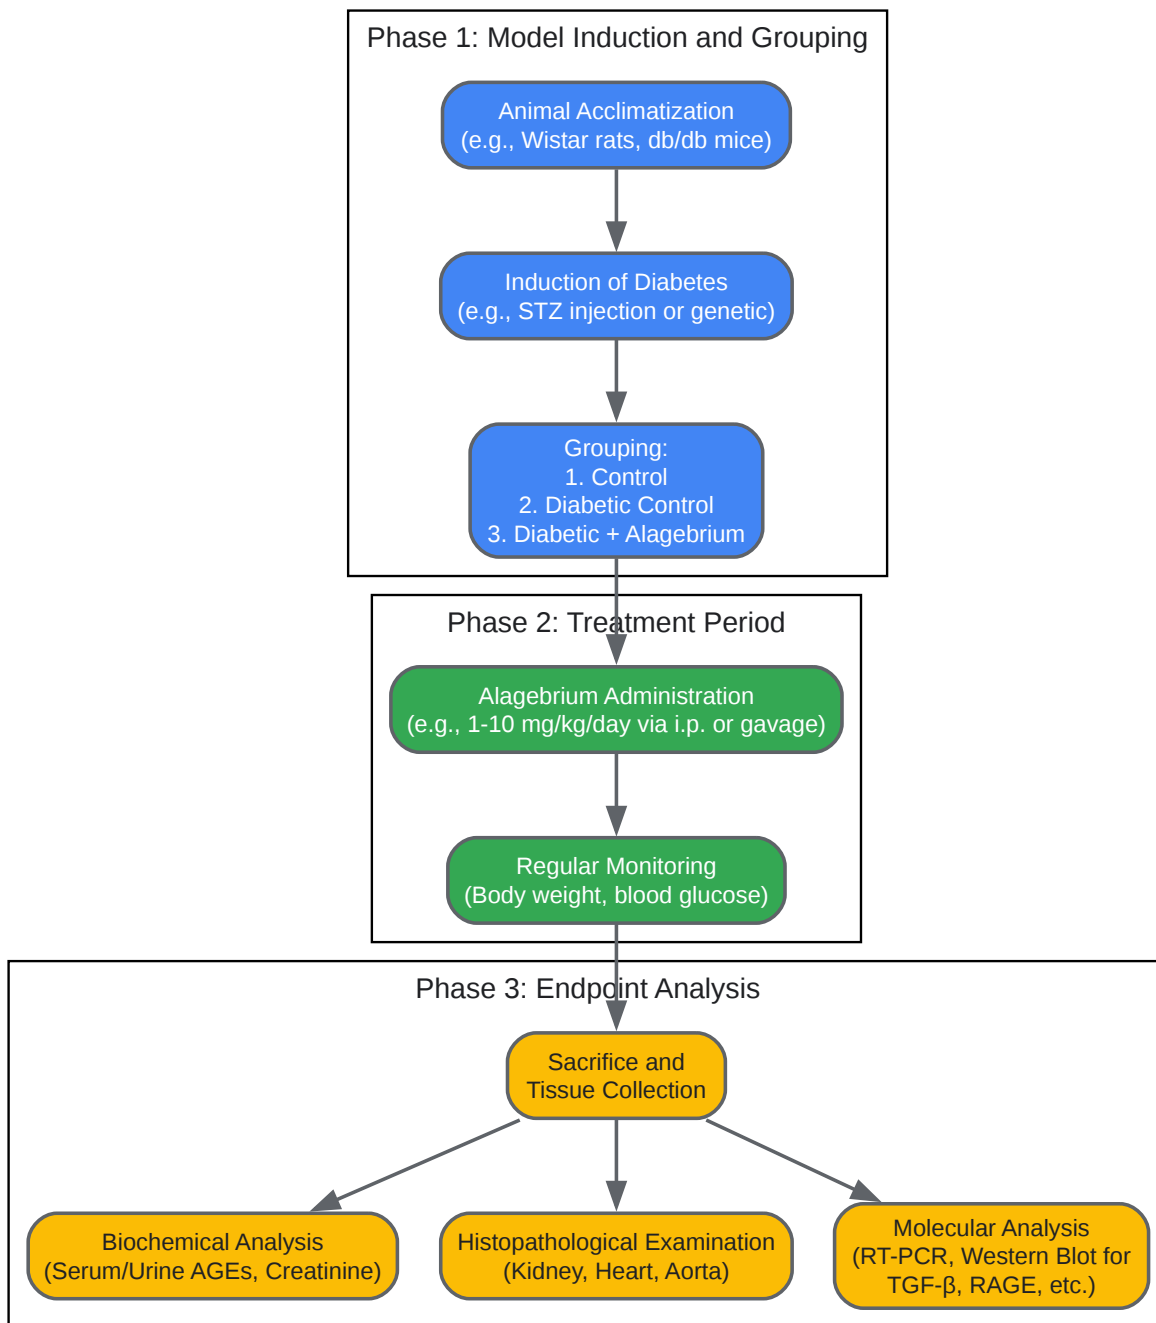 Phase 1: Model Induction and Grouping
Animal Acclimatization
(e.g., Wistar rats, db/db mice)
Induction of Diabetes
(e.g., STZ injection or genetic)
Grouping:
1. Control
2. Diabetic Control
3. Diabetic + Alagebrium
Phase 2: Treatment Period
Alagebrium Administration
(e.g., 1-10 mg/kg/day via i.p. or gavage)
Regular Monitoring
(Body weight, blood glucose)
Phase 3: Endpoint Analysis
Sacrifice and
Tissue Collection
Biochemical Analysis
(Serum/Urine AGEs, Creatinine)
Histopathological Examination
(Kidney, Heart, Aorta)
Molecular Analysis
(RT-PCR, Western Blot for
TGF-β, RAGE, etc.)